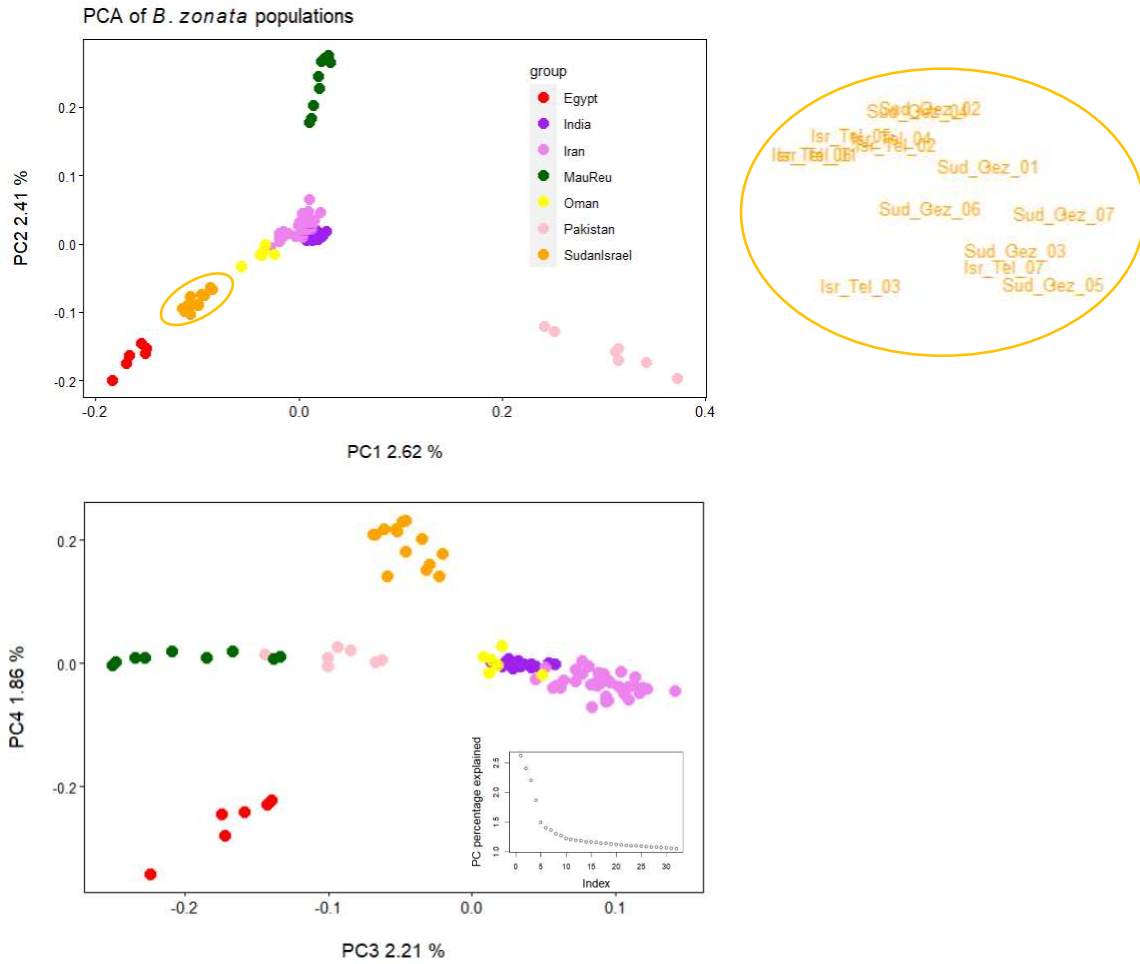 PCA of B. zonata populations
0.2
0.1
0.0
-0.1
-0.2
PC2 2.41 %
-0.2
0.0
0.2
0.4
PC1 2.62 %
group
Egypt
India
Iran
MauReu
Oman
Pakistan
SudanIsrael
Sud_Gez_02
Sud_Gez_04
Isr_Tel_05
Isr_Tel_04
Isr_Tel_02
Isr_Tel_01
Sud_Gez_01
Sud_Gez_06
Sud_Gez_07
Sud_Gez_03
Isr_Tel_07
Isr_Tel_03
Sud_Gez_05
0.2
0.0
-0.2
PC4 1.86 %
-0.2
-0.1
0.0
0.1
PC3 2.21 %
PC percentage explained
2.5
2.0
1.5
1.0
0
5
10
15
20
25
30
Index